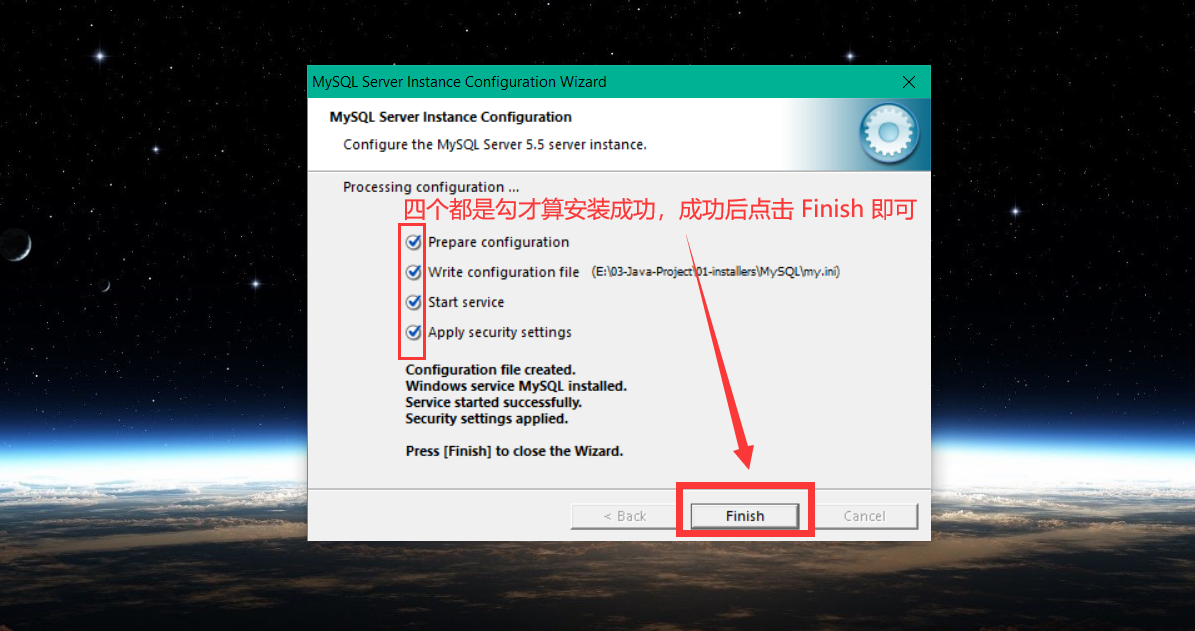 MySQL Server Instance Configuration Wizard
MySQL Server Instance Configuration
Configure the MySQL Server 5.5 server instance.
Processing configuration ...
四个都是勾才算安装成功，成功后点击 Finish 即可
Prepare configuration
Write configuration file (E:\03-Java-Project\01-installers\MySQL\my.ini)
Start service
Apply security settings
Configuration file created.
Windows service MySQL installed.
Service started successfully.
Security settings applied.
Press [Finish] to close the Wizard.
< Back Finish Cancel